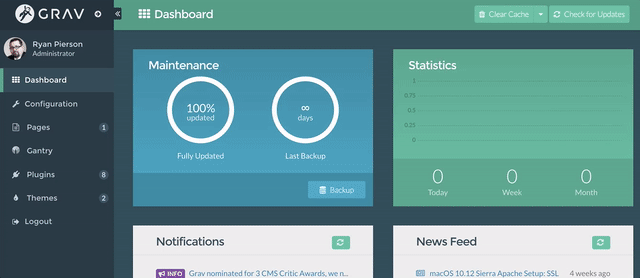 GRAV
Dashboard
Clear Cache
Check for Updates
Ryan Pierson
Administrator
Dashboard
Configuration
Pages 1
Gantry
Plugins 8
Themes 2
Logout
Maintenance
100%
updated
∞
days
Fully Updated
Last Backup
Backup
Statistics
1
0.75
0.5
0.25
0
0 0 0
Today Week Month
Notifications
INFO Grav nominated for 3 CMS Critic Awards, we n...
News Feed
macOS 10.12 Sierra Apache Setup: SSL 4 weeks ago